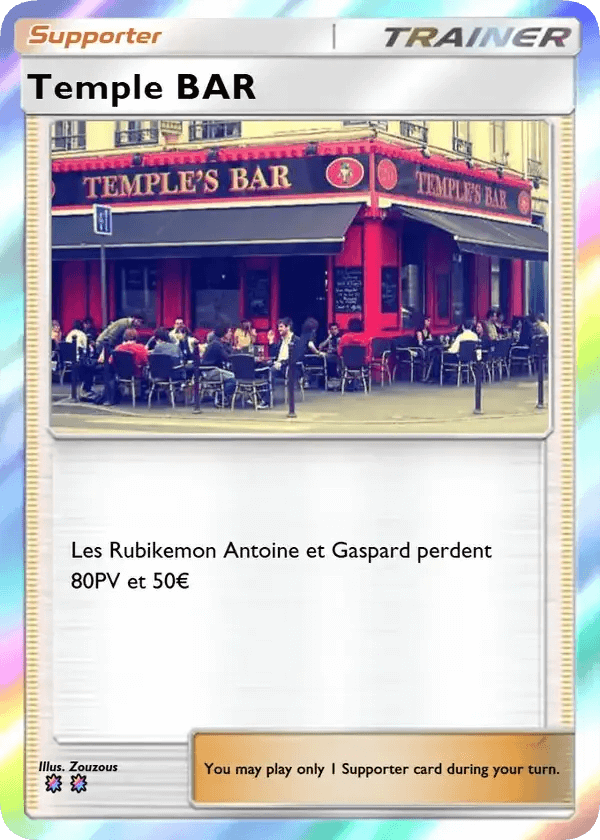 Supporter
TRAINER
Temple BAR
TEMPLE'S BAR
TEMPLE'S BAR
Les Rubikemon Antoine et Gaspard perdent
80PV et 50€
Illus. Zouzous
You may play only 1 Supporter card during your turn.